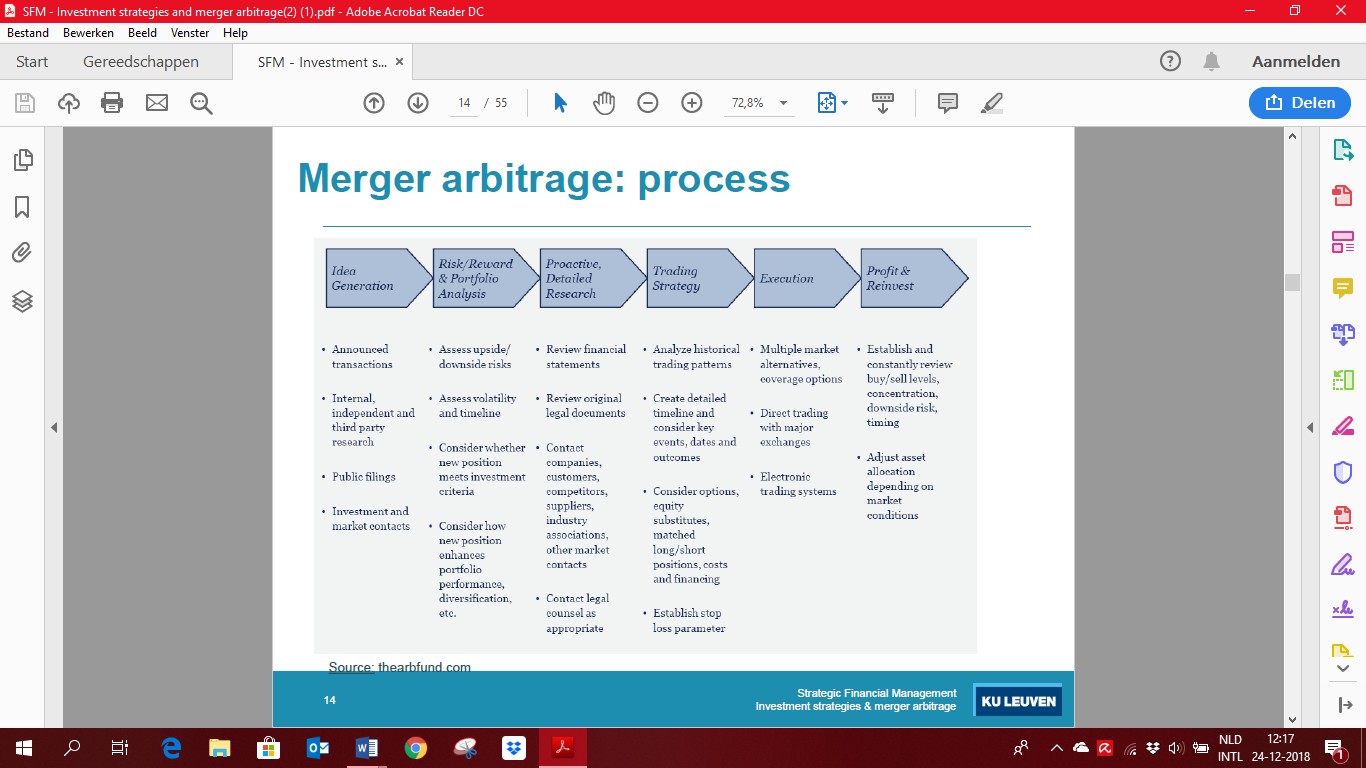 SFM - Investment strategies and merger arbitrage(2) (1).pdf - Adobe Acrobat Reader DC
Bestand Bewerken Beeld Venster Help
Start Gereedschappen SFM - Investment s... × Aanmelden
14 / 55 72,8% Delen
Merger arbitrage: process
Idea
Generation
Risk/Reward
& Portfolio
Analysis
Proactive,
Detailed
Research
Trading
Strategy
Execution
Profit &
Reinvest
• Announced
transactions
• Internal,
independent and
third party
research
• Public filings
• Investment and
market contacts
• Assess upside/
downside risks
• Assess volatility
and timeline
• Consider whether
new position
meets investment
criteria
• Consider how
new position
enhances
portfolio
performance,
diversification,
etc.
• Review financial
statements
• Review original
legal documents
• Contact
companies,
customers,
competitors,
suppliers,
industry
associations,
other market
contacts
• Contact legal
counsel as
appropriate
• Analyze historical
trading patterns
• Create detailed
timeline and
consider key
events, dates and
outcomes
• Consider options,
equity
substitutes,
matched
long/short
positions, costs
and financing
• Establish stop
loss parameter
• Multiple market
alternatives,
coverage options
• Direct trading
with major
exchanges
• Electronic
trading systems
• Establish and
constantly review
buy/sell levels,
concentration,
downside risk,
timing
• Adjust asset
allocation
depending on
market
conditions
Source: thearbfund.com
14
Strategic Financial Management
Investment strategies & merger arbitrage
KU LEUVEN
NLD
INTL
12:17
24-12-2018
1